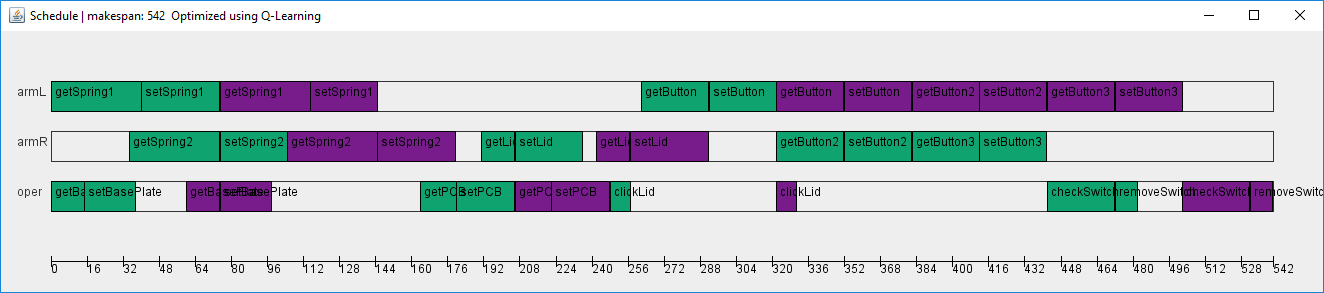 Schedule | makespan: 542 Optimized using Q-Learning
armL getSpring1 setSpring1 getSpring1 setSpring1 getButton setButton getButton setButton getButton2 setButton2 getButton3 setButton3
armR getSpring2 setSpring2 getSpring2 setSpring2 getLid setLid getLid setLid getButton2 setButton2 getButton3 setButton3
oper getBa setBasePlate getBa setBasePlate getPCB setPCB getPC setPCB clickLid clickLid checkSwitch removeSwitch checkSwitch removeSwitc
0 16 32 48 64 80 96 112 128 144 160 176 192 208 224 240 256 272 288 304 320 336 352 368 384 400 416 432 448 464 480 496 512 528 542